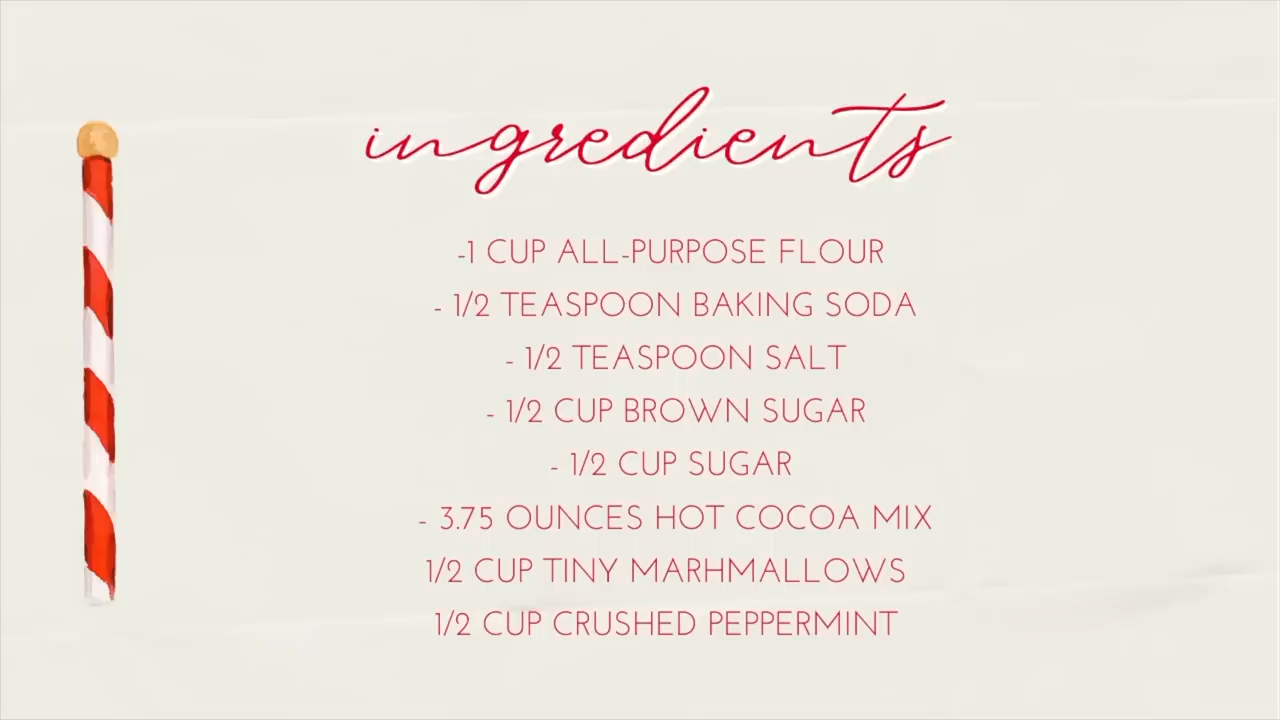 ingredients
-1 CUP ALL-PURPOSE FLOUR
- 1/2 TEASPOON BAKING SODA
- 1/2 TEASPOON SALT
- 1/2 CUP BROWN SUGAR
- 1/2 CUP SUGAR
- 3.75 OUNCES HOT COCOA MIX
1/2 CUP TINY MARHMALLOWS
1/2 CUP CRUSHED PEPPERMINT